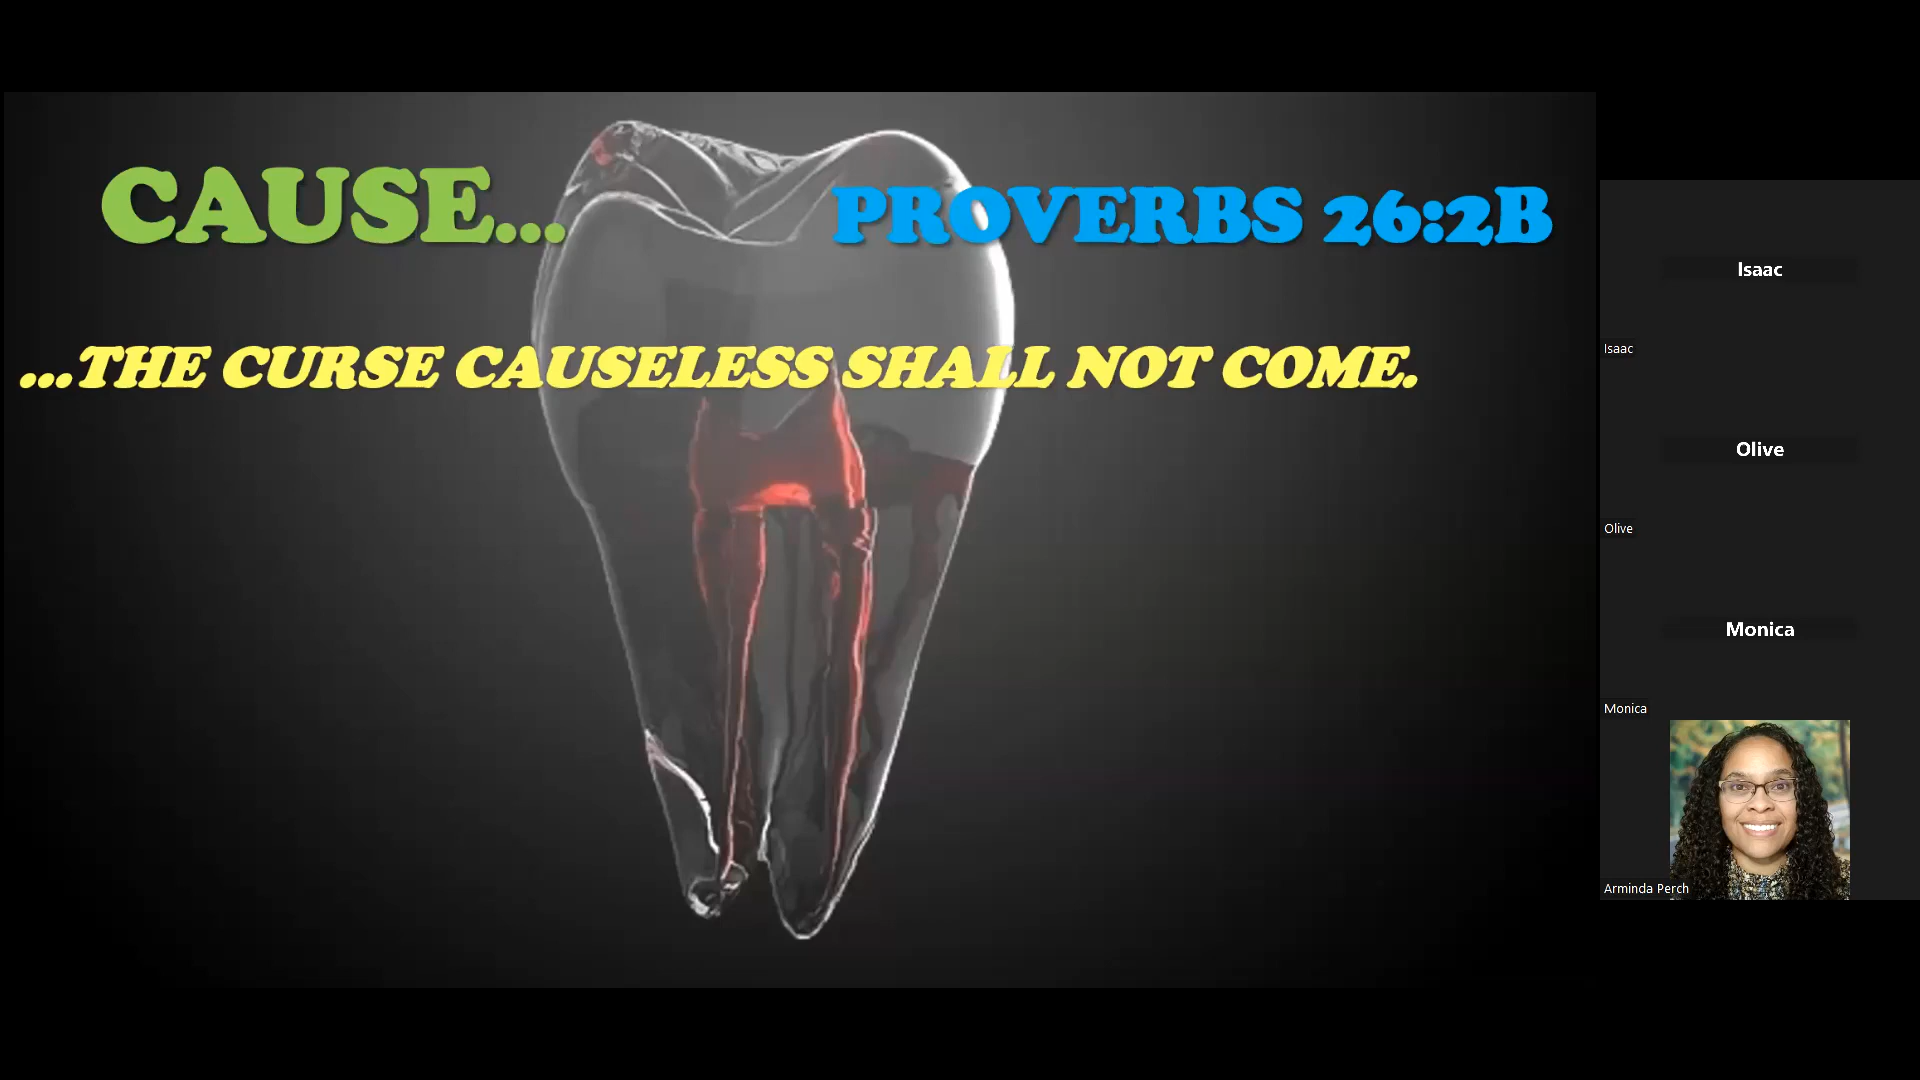 CAUSE...
PROVERBS 26:2B
...THE CURSE CAUSELESS SHALL NOT COME.
Isaac
Isaac
Olive
Olive
Monica
Monica
Arminda Perch